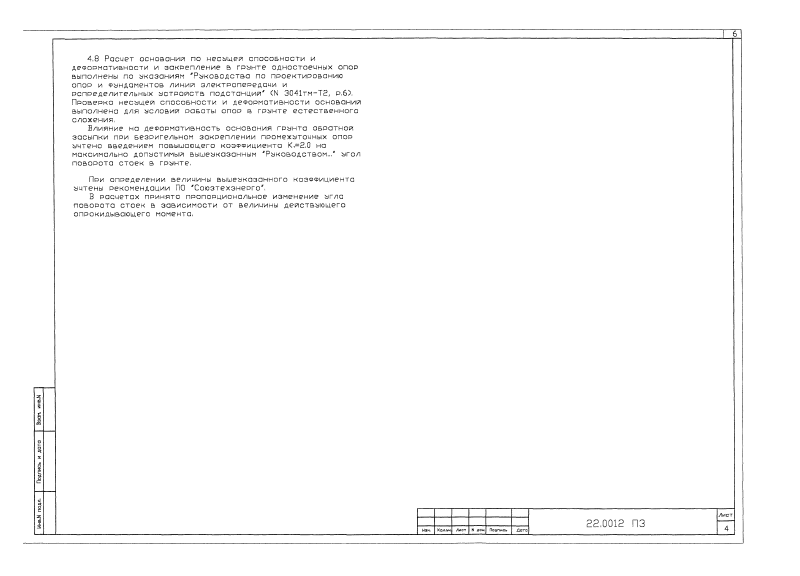 6
4.8 Расчет оснований по несущей способности и
деформативности и закрепление в грунте одностоечных опор
выполнены по указаниям "Руководства по проектированию
опор и фундаментов линий электропередачи и
распределительных устройств подстанций" (N 3041тм-Т2, р.6).
Проверка несущей способности и деформативности оснований
выполнена для условий работы опор в грунте естественного
сложения.
Влияние на деформативность основания грунта обратной
засыпки при безригельном закреплении промежуточных опор
учтено введением повышающего коэффициента К=2.0 на
максимально допустимый вышеуказанным "Руководством.." угол
поворота стоек в грунте.
При определении величины вышеуказанного коэффициента
учтены рекомендации ПО "Союзтехэнерго".
В расчетах принято пропорциональное изменение угла
поворота стоек в зависимости от величины действующего
опрокидывающего момента.
Взам. инв.N
Подпись и дата
Инв.N подл.
Изм. Кол.уч. Лист N док Подпись Дата
22.0012 ПЗ
Лист
4